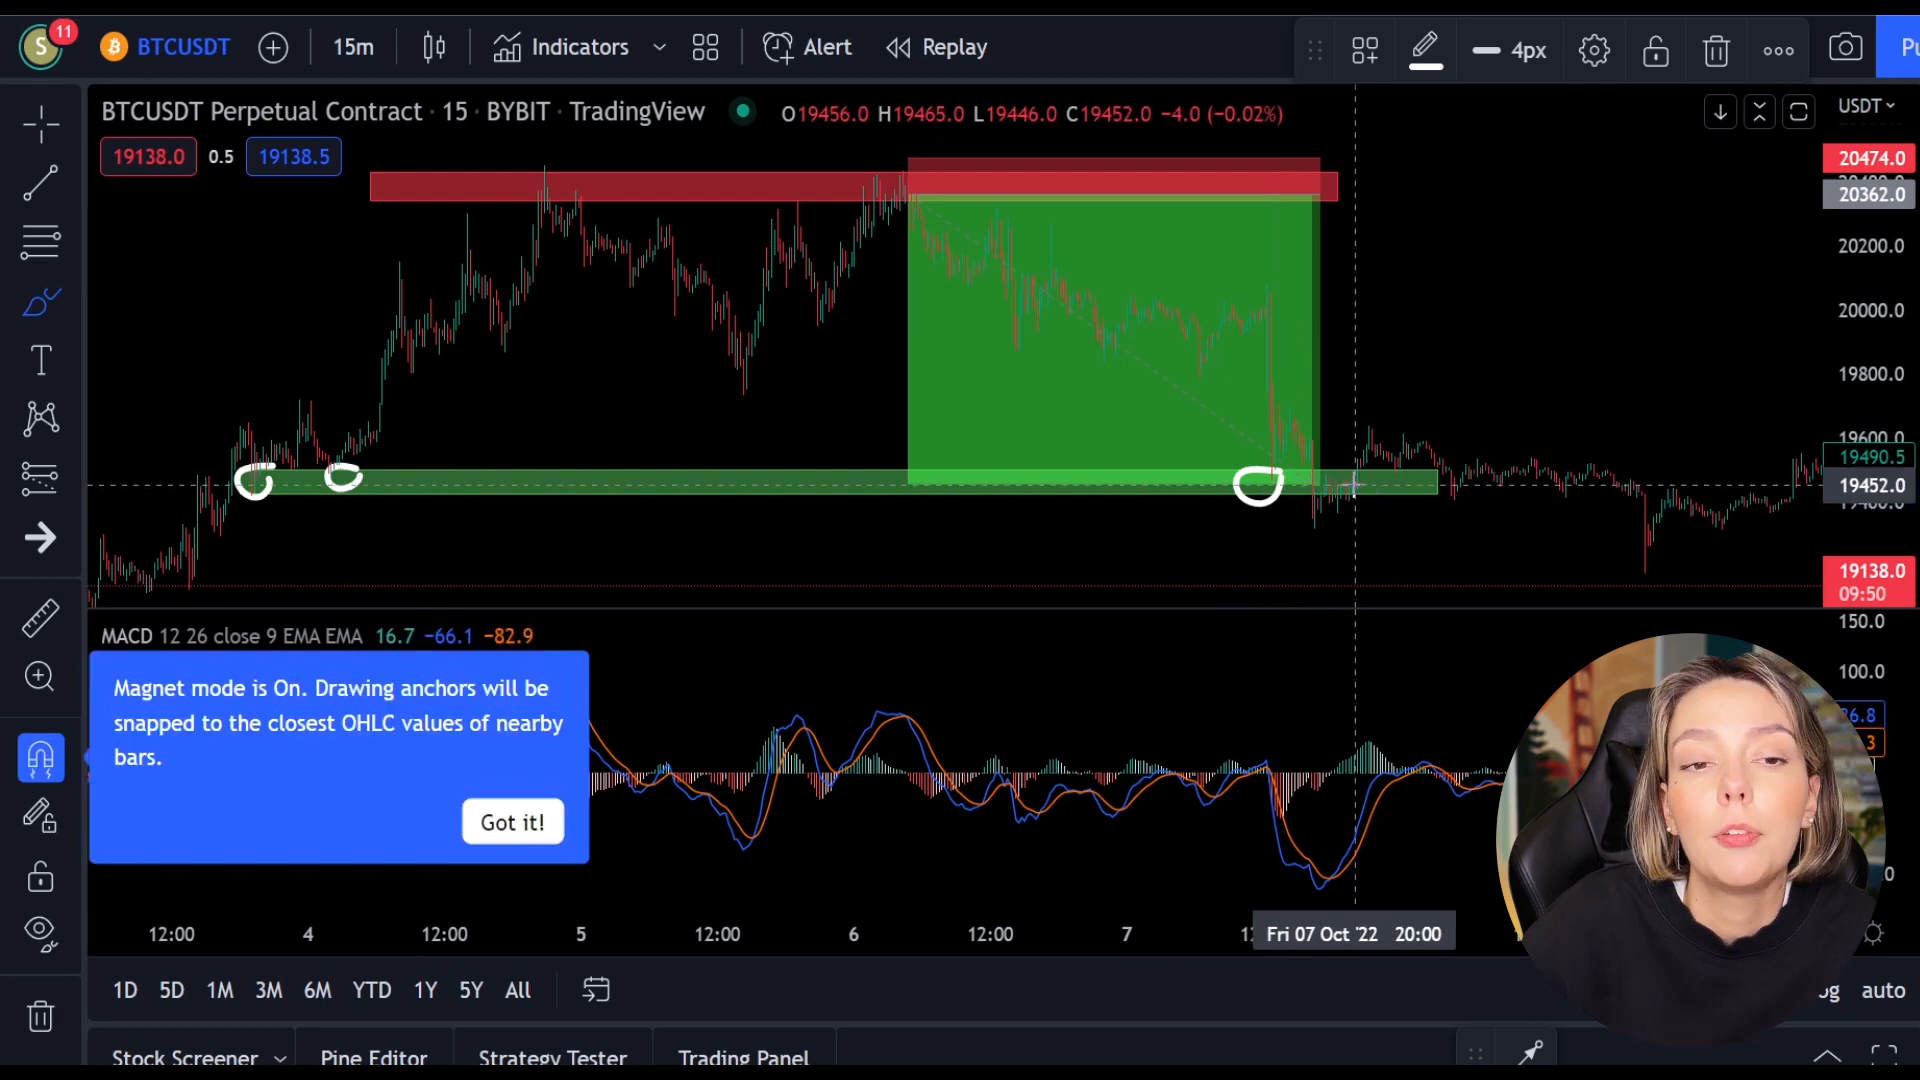 S 11 BTCUSDT 15m Indicators Alert Replay 4px Pu
BTCUSDT Perpetual Contract · 15 · BYBIT · TradingView O19456.0 H19465.0 L19446.0 C19452.0 −4.0 (−0.02%) USDT
19138.0 0.5 19138.5
20474.0
20362.0
20200.0
20000.0
19800.0
19600.0
19490.5
19452.0
19138.0
09:50
MACD 12 26 close 9 EMA EMA 16.7 −66.1 −82.9
150.0
100.0
Magnet mode is On. Drawing anchors will be
snapped to the closest OHLC values of nearby
bars.
Got it!
12:00 4 12:00 5 12:00 6 12:00 7 Fri 07 Oct '22 20:00
1D 5D 1M 3M 6M YTD 1Y 5Y All auto
Stock Screener Pine Editor Strategy Tester Trading Panel